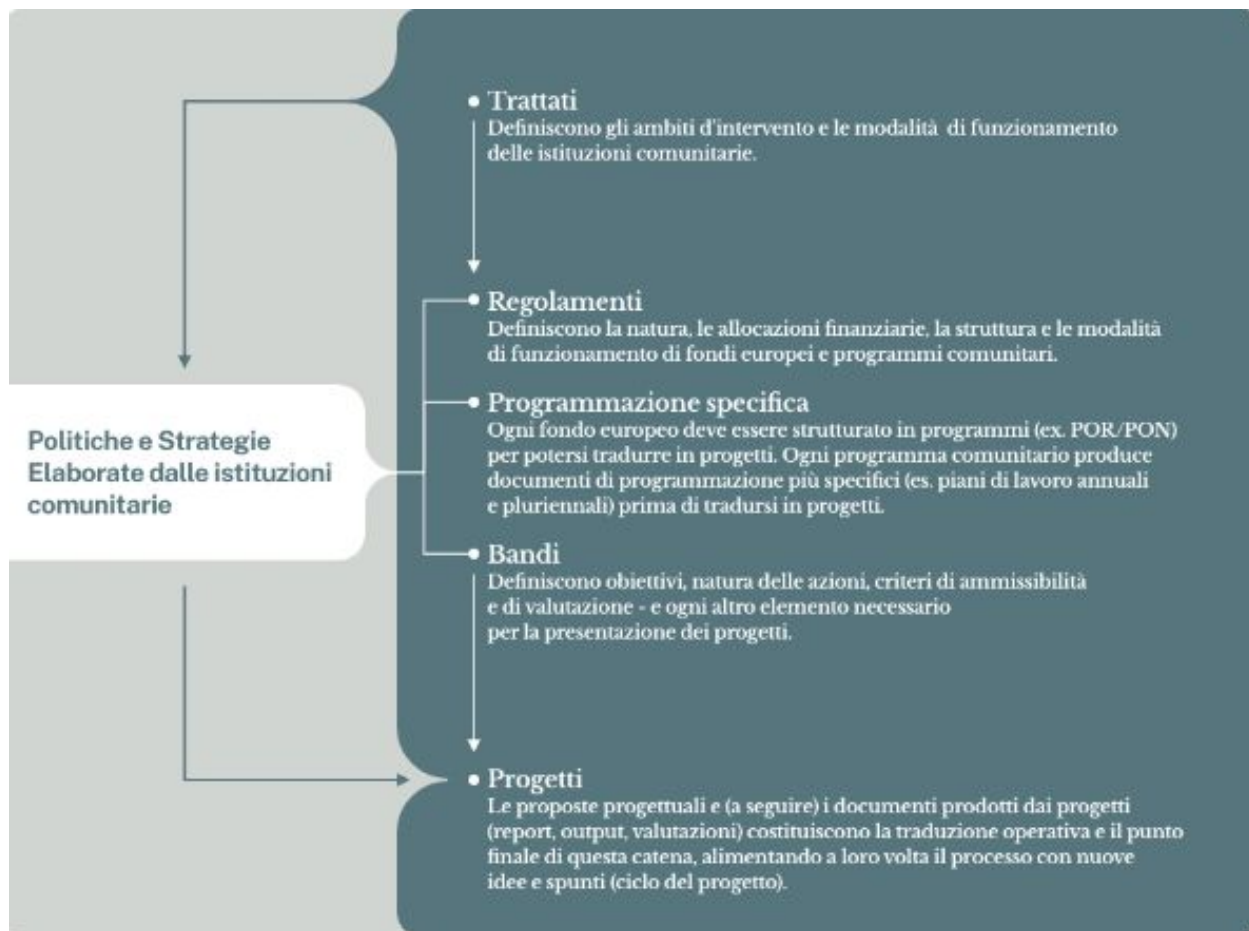 Trattati
Definiscono gli ambiti d'intervento e le modalità di funzionamento
delle istituzioni comunitarie.
Regolamenti
Definiscono la natura, le allocazioni finanziarie, la struttura e le modalità
di funzionamento di fondi europei e programmi comunitari.
Politiche e Strategie
Elaborate dalle istituzioni
comunitarie
Programmazione specifica
Ogni fondo europeo deve essere strutturato in programmi (ex. POR/PON)
per potersi tradurre in progetti. Ogni programma comunitario produce
documenti di programmazione più specifici (es. piani di lavoro annuali
e pluriennali) prima di tradursi in progetti.
Bandi
Definiscono obiettivi, natura delle azioni, criteri di ammissibilità
e di valutazione - e ogni altro elemento necessario
per la presentazione dei progetti.
Progetti
Le proposte progettuali e (a seguire) i documenti prodotti dai progetti
(report, output, valutazioni) costituiscono la traduzione operativa e il punto
finale di questa catena, alimentando a loro volta il processo con nuove
idee e spunti (ciclo del progetto).